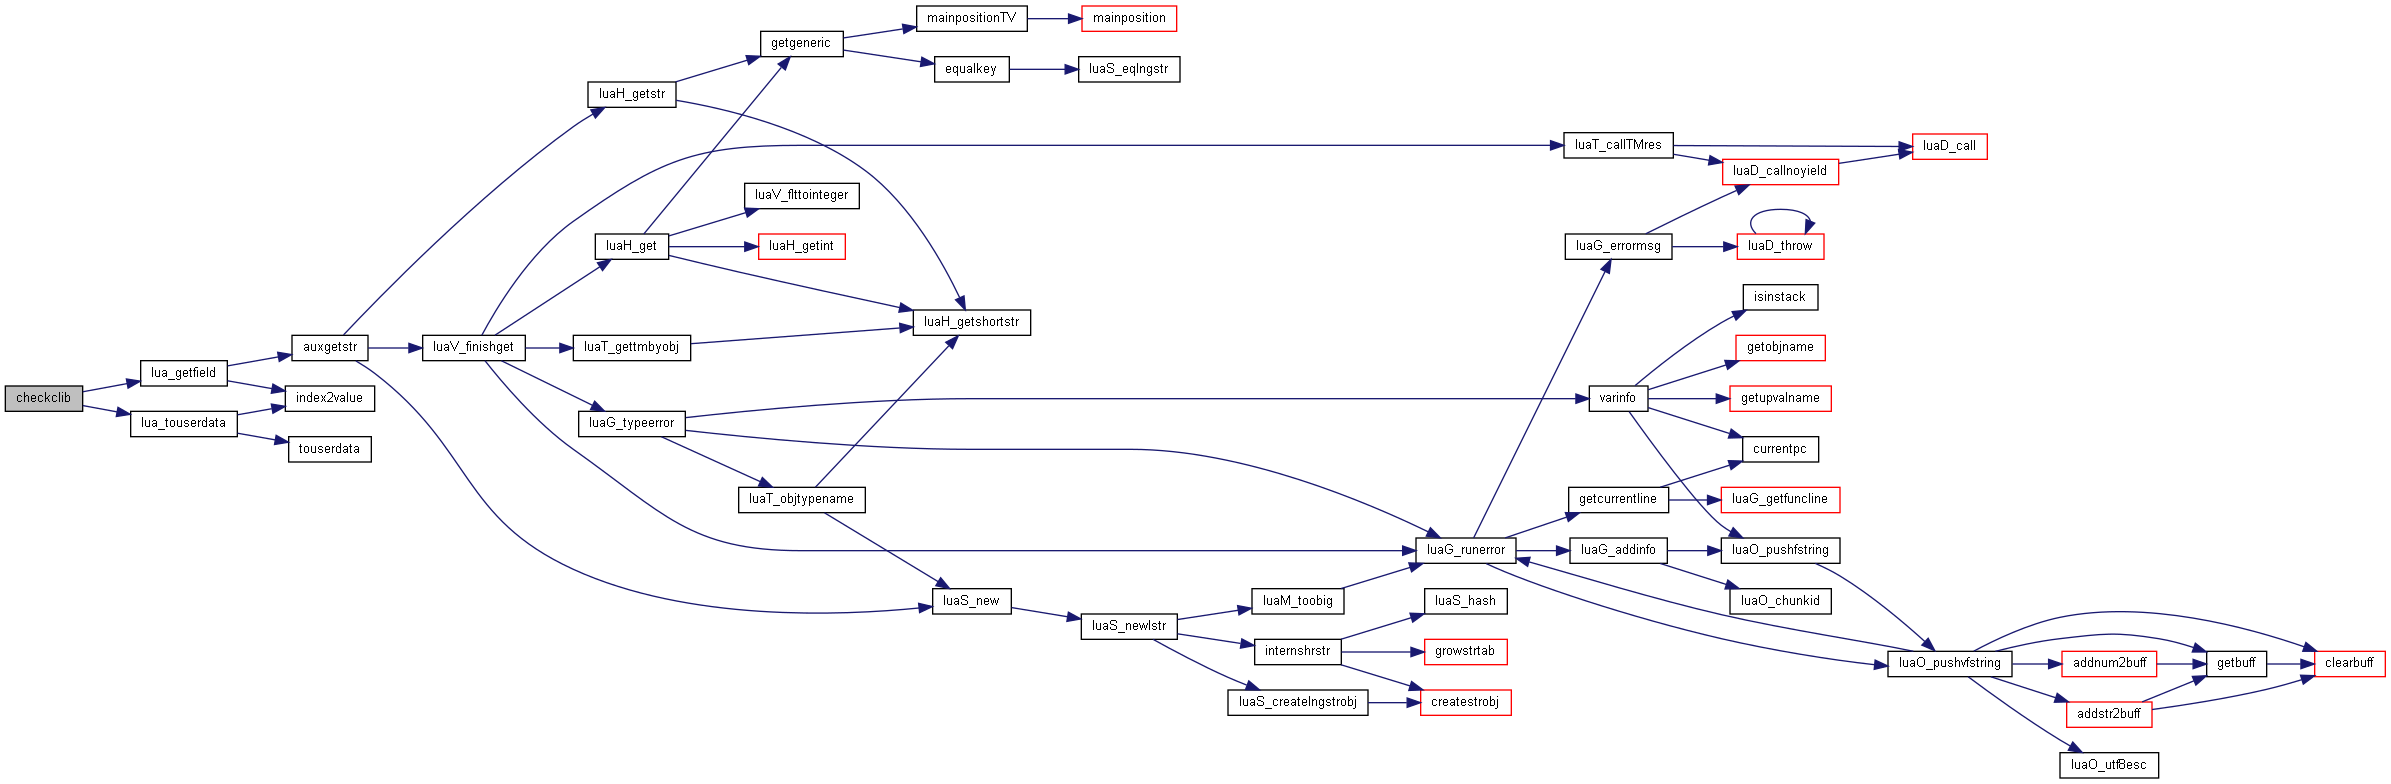 checkclib
lua_getfield
lua_touserdata
auxgetstr
index2value
touserdata
luaH_getstr
luaV_finishget
getgeneric
mainpositionTV
mainposition
equalkey
luaS_eqlngstr
luaH_get
luaV_flttointeger
luaH_getint
luaH_getshortstr
luaT_gettmbyobj
luaG_typeerror
luaT_objtypename
luaS_new
luaS_newlstr
luaM_toobig
internshrstr
luaS_createlngstrobj
luaS_hash
growstrtab
createstrobj
luaT_callTMres
luaD_call
luaD_callnoyield
luaG_errormsg
luaD_throw
isinstack
getobjname
varinfo
getupvalname
currentpc
getcurrentline
luaG_getfuncline
luaG_runerror
luaG_addinfo
luaO_pushfstring
luaO_chunkid
luaO_pushvfstring
addnum2buff
getbuff
clearbuff
addstr2buff
luaO_utf8esc